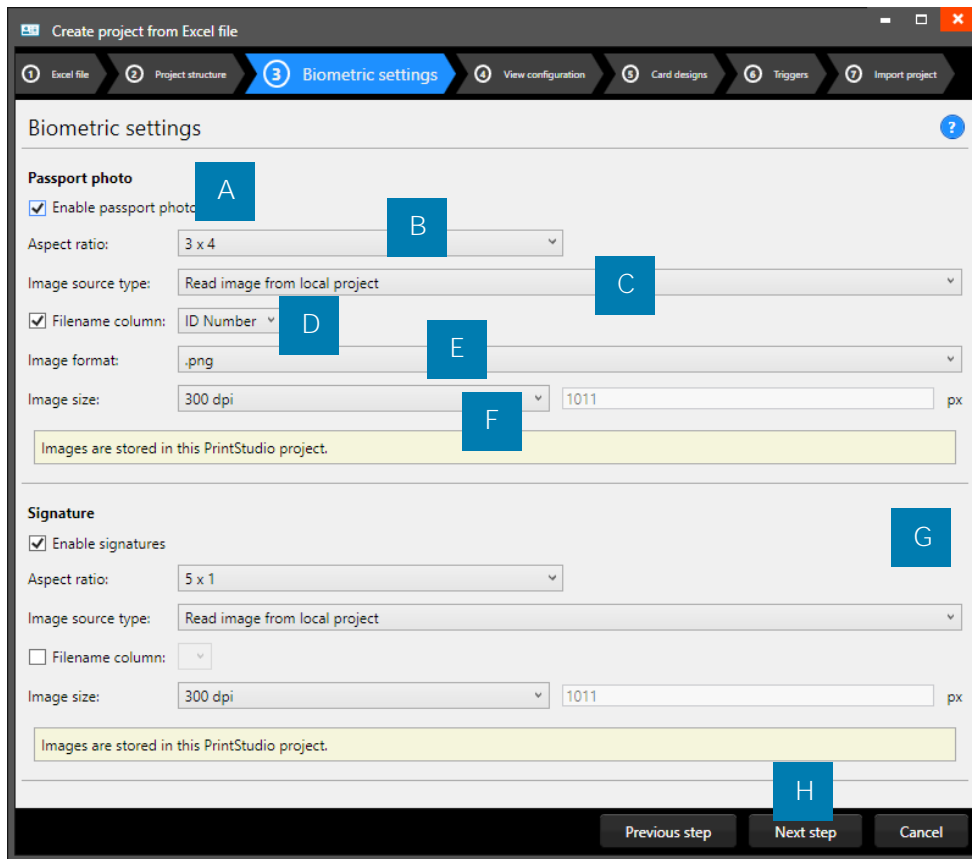 Create project from Excel file
1 Excel file 2 Project structure 3 Biometric settings 4 View configuration 5 Card designs 6 Triggers 7 Import project
Biometric settings ?
Passport photo
A
Enable passport photo
B
Aspect ratio: 3 x 4
Image source type: Read image from local project
C
Filename column: ID Number
D
E
Image format: .png
Image size: 300 dpi 1011 px
F
Images are stored in this PrintStudio project.
Signature
G
Enable signatures
Aspect ratio: 5 x 1
Image source type: Read image from local project
Filename column:
Image size: 300 dpi 1011 px
Images are stored in this PrintStudio project.
H
Previous step Next step Cancel